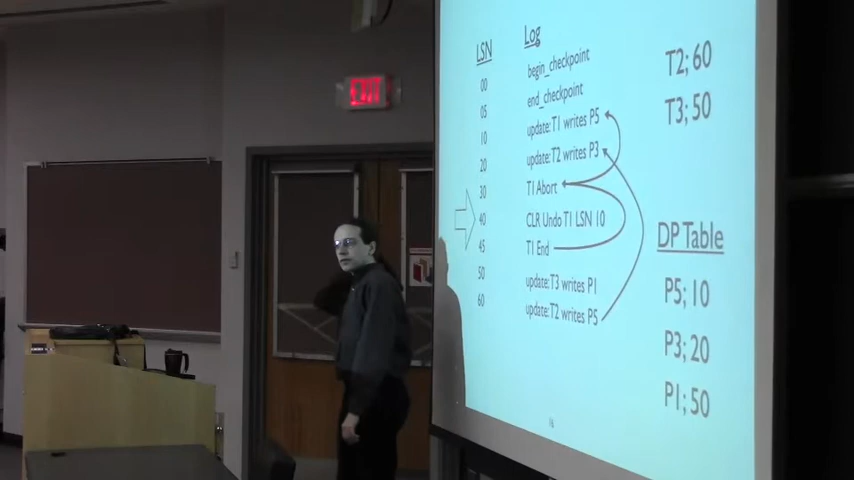 EXIT
LSN Log
00 begin_checkpoint
05 end_checkpoint
10 update: T1 writes P5
20 update: T2 writes P3
30 T1 Abort
40 CLR Undo T1 LSN 10
45 T1 End
50 update: T3 writes P1
60 update: T2 writes P5
T2; 60
T3; 50
DP Table
P5; 10
P3; 20
P1; 50